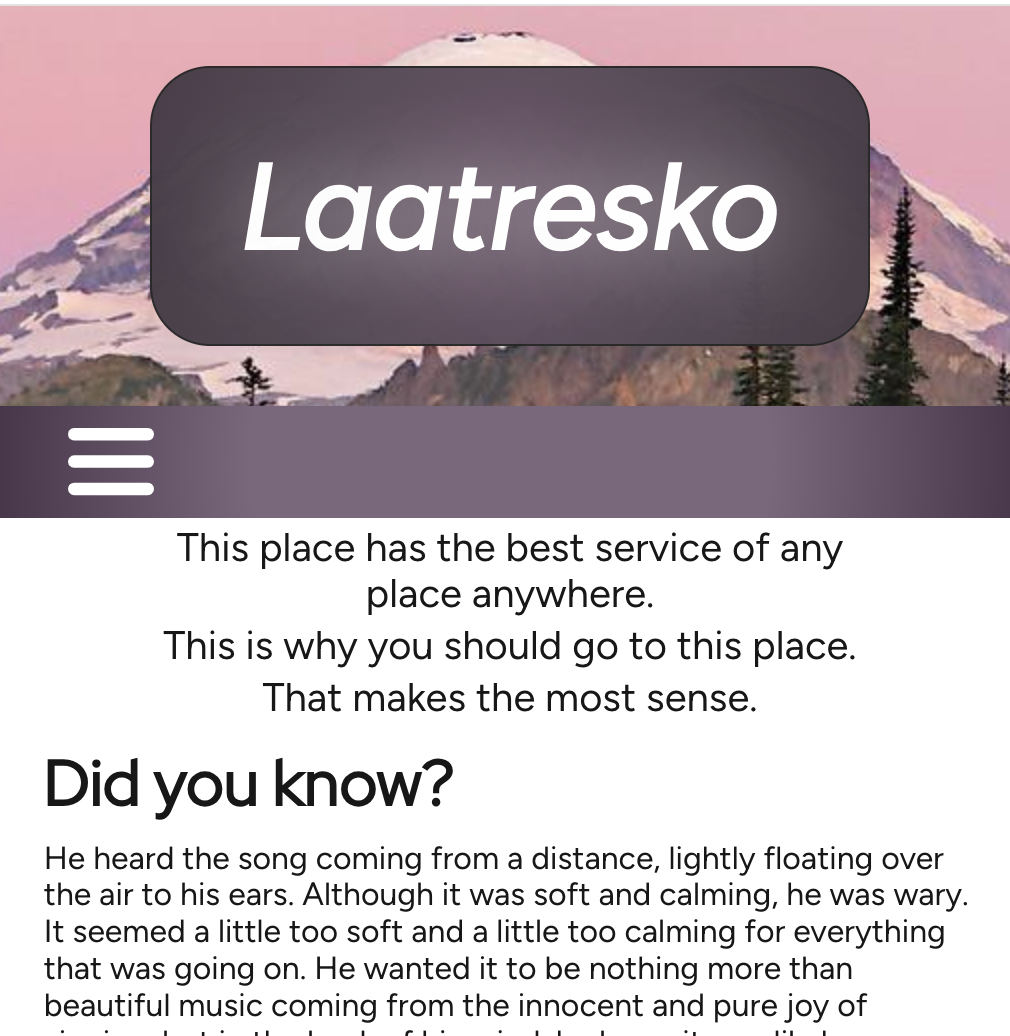 Laatresko
This place has the best service of any
place anywhere.
This is why you should go to this place.
That makes the most sense.
Did you know?
He heard the song coming from a distance, lightly floating over
the air to his ears. Although it was soft and calming, he was wary.
It seemed a little too soft and a little too calming for everything
that was going on. He wanted it to be nothing more than
beautiful music coming from the innocent and pure joy of